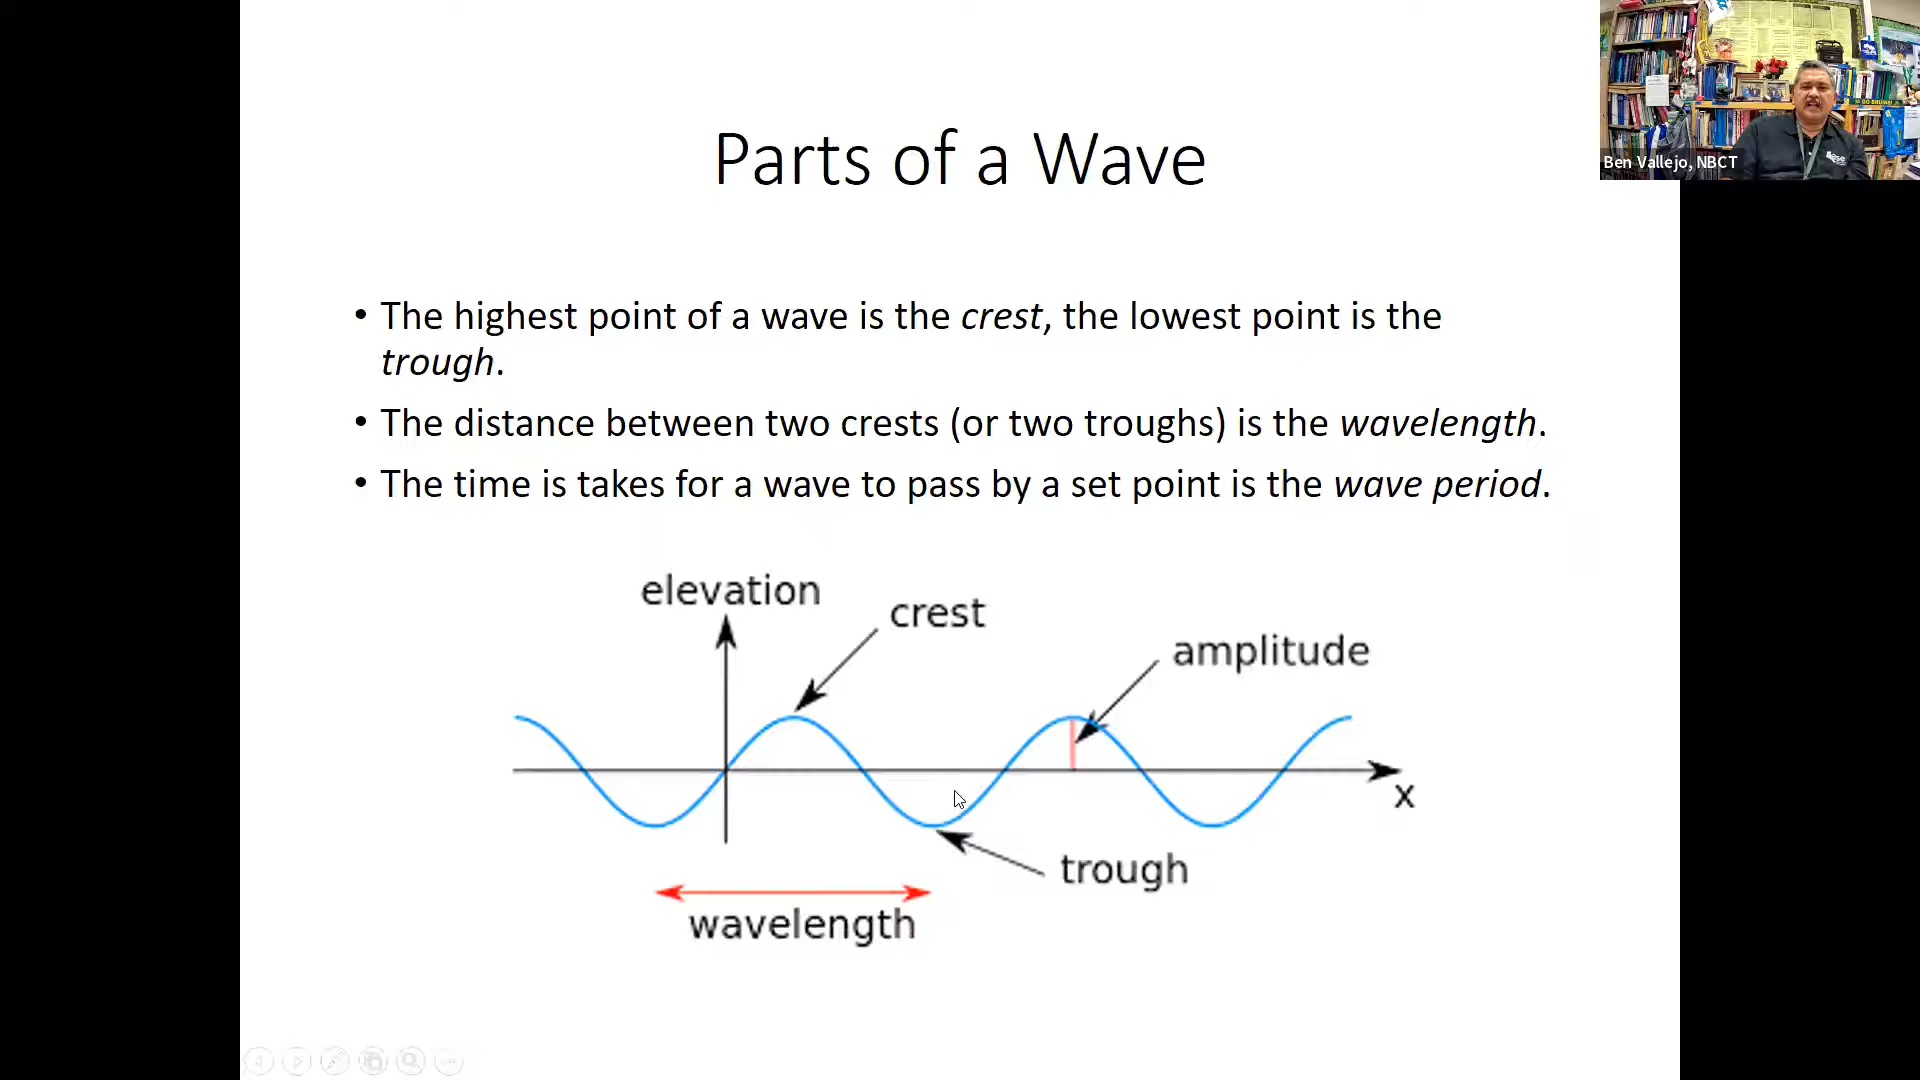 Parts of a Wave
Ben Vallejo, NBCT
GO BRUINS!
• The highest point of a wave is the crest, the lowest point is the
trough.
• The distance between two crests (or two troughs) is the wavelength.
• The time is takes for a wave to pass by a set point is the wave period.
elevation
crest
amplitude
x
trough
wavelength